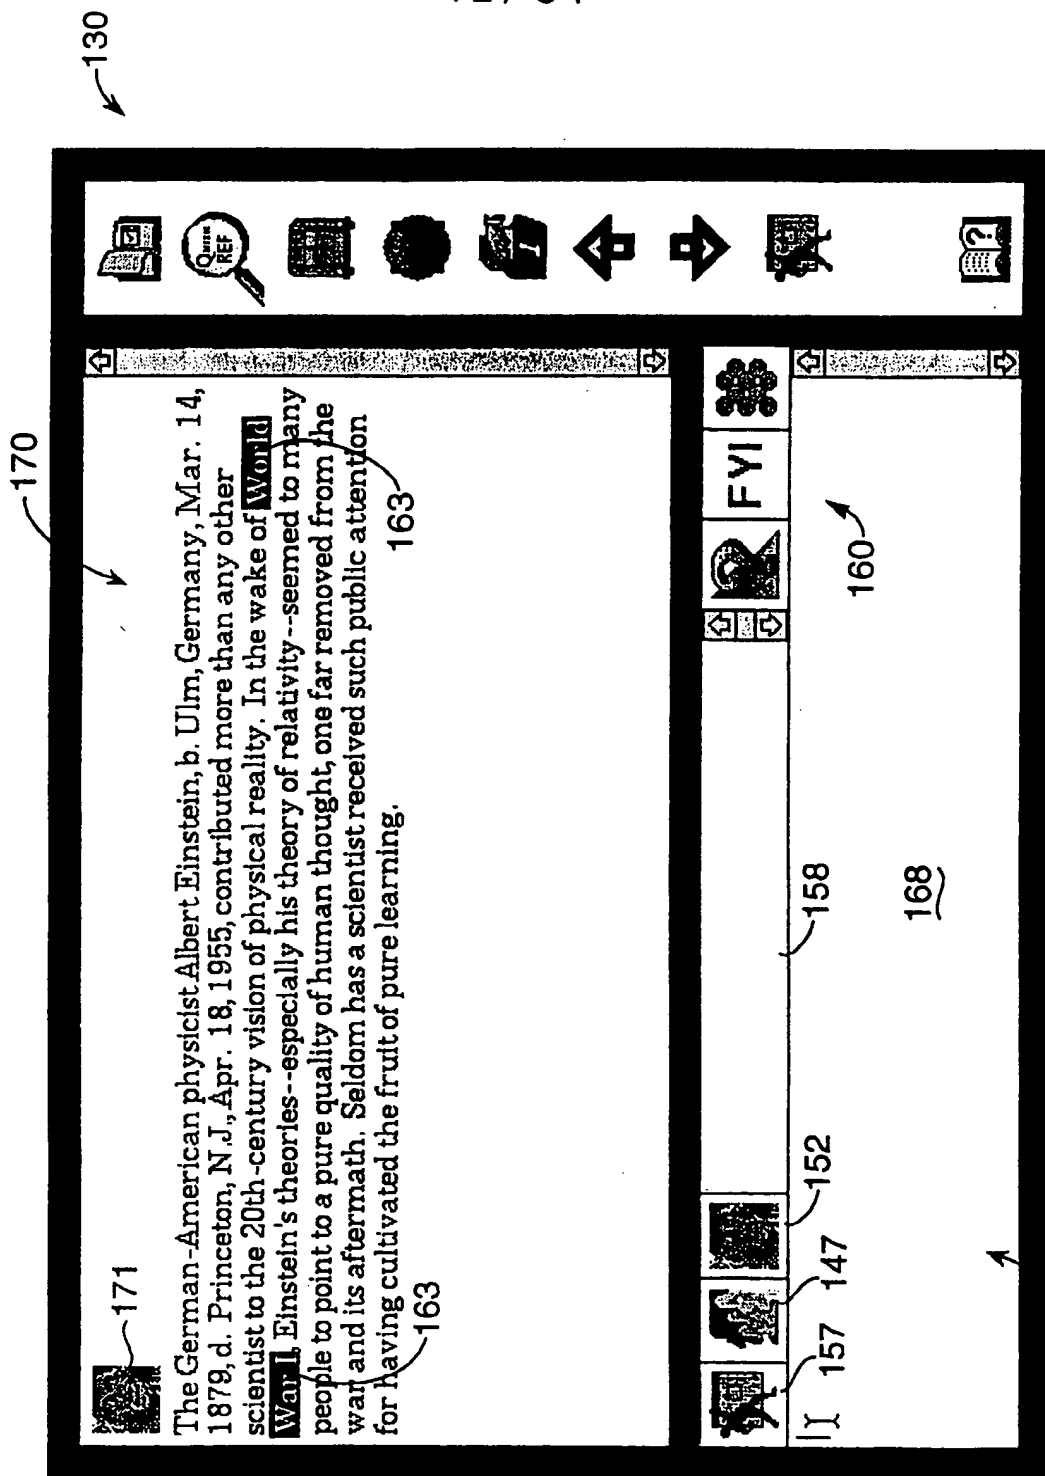 130
170
171
The German-American physicist Albert Einstein, b. Ulm, Germany, Mar. 14,
1879, d. Princeton, N.J., Apr. 18, 1955, contributed more than any other
scientist to the 20th-century vision of physical reality. In the wake of World
War I, Einstein's theories--especially his theory of relativity--seemed to many
people to point to a pure quality of human thought, one far removed from the
war and its aftermath. Seldom has a scientist received such public attention
for having cultivated the fruit of pure learning.
163
163
QUICK
REF
?
FYI
157
147
152
158
160
168